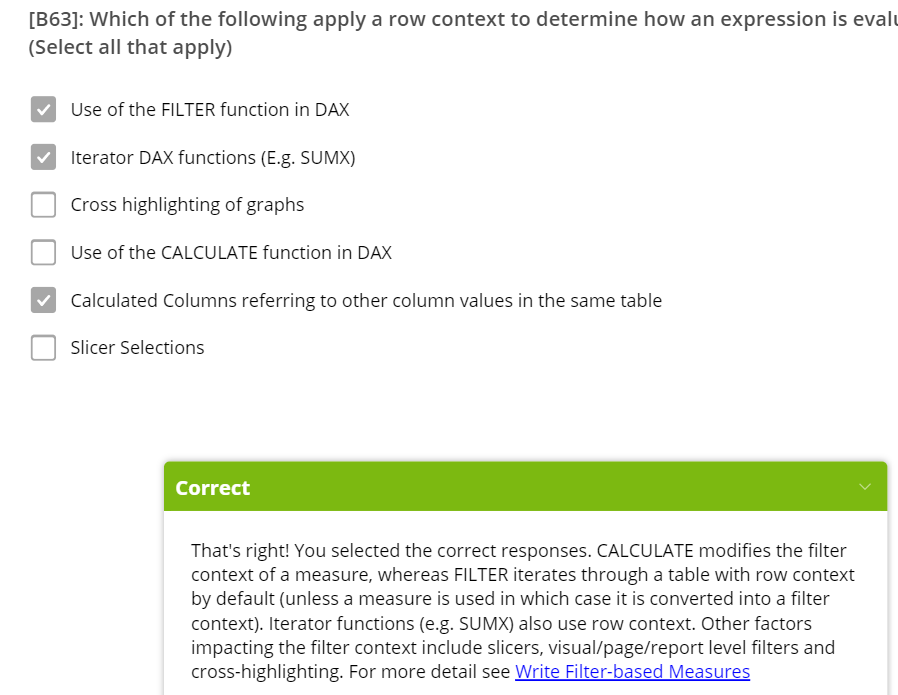 [B63]: Which of the following apply a row context to determine how an expression is
(Select all that apply)
Use of the FILTER function in DAX
Iterator DAX functions (E.g. SUMX)
Cross highlighting of graphs
Use of the CALCULATE function in DAX
Calculated Columns referring to other column values in the same table
Slicer Selections
Correct
That's right! You selected the correct responses. CALCULATE modifies the filter
context of a measure, whereas FILTER iterates through a table with row context
by default (unless a measure is used in which case it is converted into a filter
context). Iterator functions (e.g. SUMX) also use row context. Other factors
impacting the filter context include slicers, visual/page/report level filters and
cross-highlighting. For more detail see Write Filter-based Measures